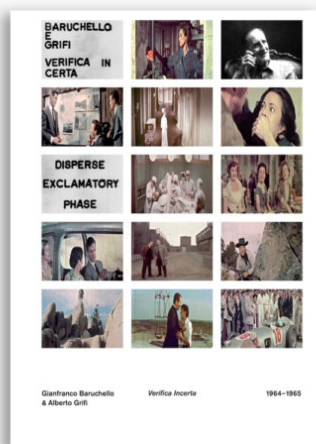 BARUCHELLO
E
GRIFI
VERIFICA IN
CERTA
DISPERSE
EXCLAMATORY
PHASE
Gianfranco Baruchello
& Alberto Grifi
Verifica Incerta
1964–1965